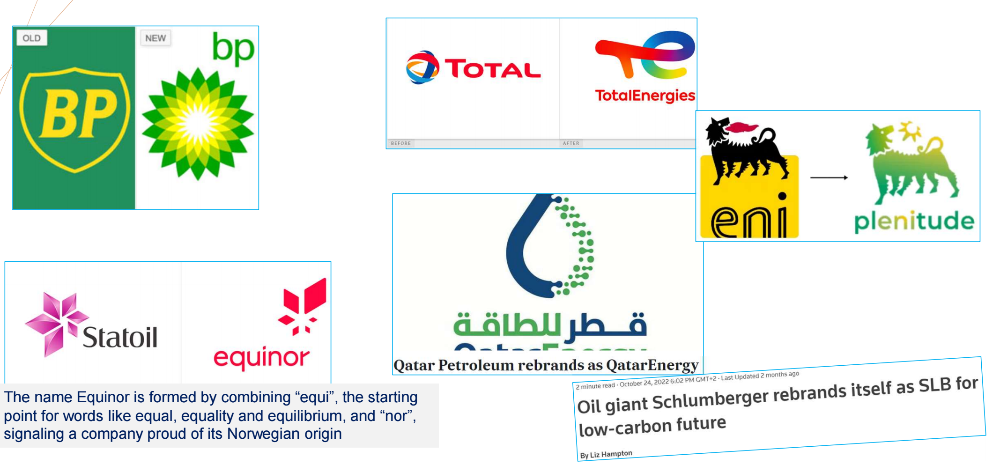 OLD
NEW
bp
BP
TOTAL
TotalEnergies
BEFORE
AFTER
eni
plenitude
قطر للطاقة
QatarEnergy
Qatar Petroleum rebrands as QatarEnergy
Statoil
equinor
The name Equinor is formed by combining “equi”, the starting
point for words like equal, equality and equilibrium, and “nor”,
signaling a company proud of its Norwegian origin
2 minute read · October 24, 2022 6:02 PM GMT+2 · Last Updated 2 months ago
Oil giant Schlumberger rebrands itself as SLB for
low-carbon future
By Liz Hampton